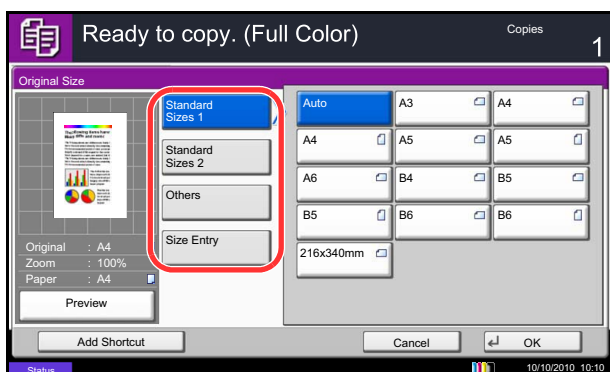 Ready to copy. (Full Color)
Copies
1
Original Size
Standard
Sizes 1
Standard
Sizes 2
Others
Size Entry
Auto
A3
A4
A4
A5
A5
A6
B4
B5
B5
B6
B6
216x340mm
Original : A4
Zoom : 100%
Paper : A4
Preview
Add Shortcut
Cancel
OK
Status
10/10/2010 10:10